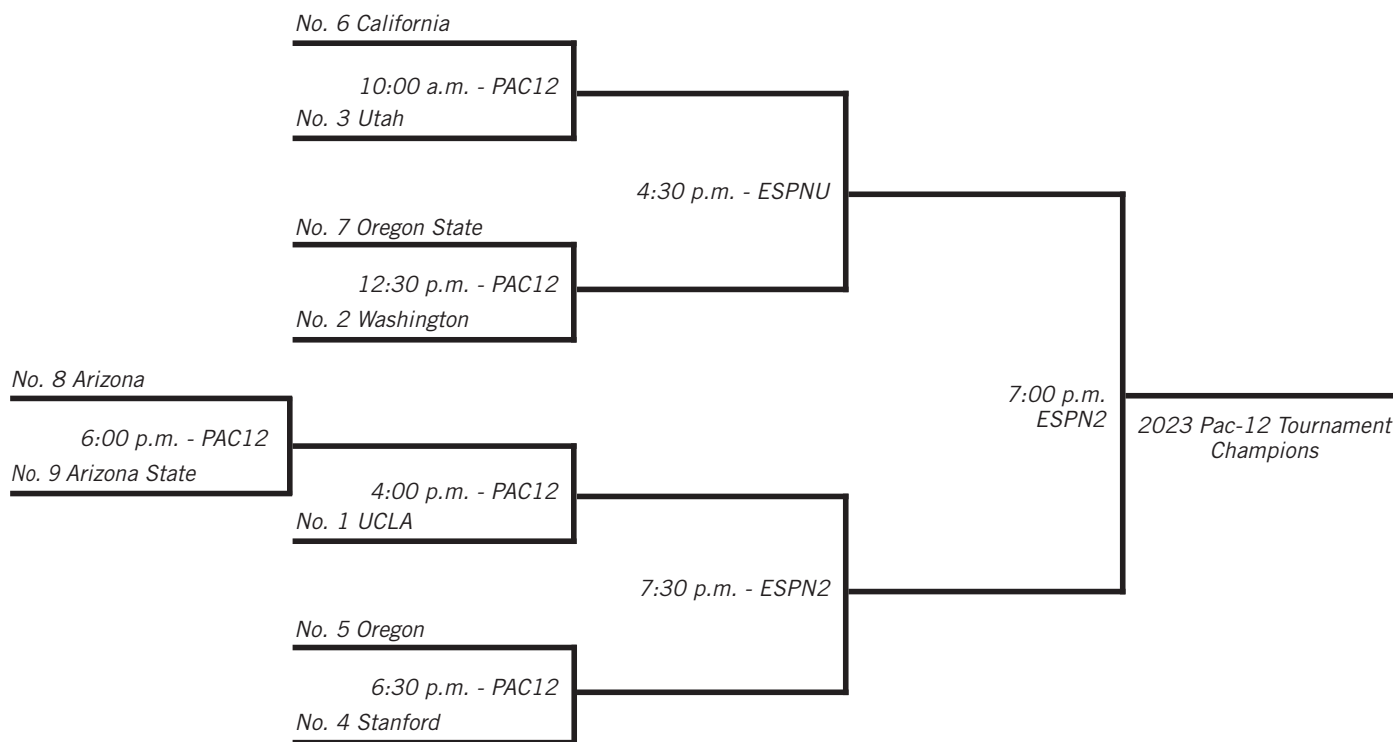 No. 6 California
10:00 a.m. - PAC12
No. 3 Utah
4:30 p.m. - ESPNU
No. 7 Oregon State
12:30 p.m. - PAC12
No. 2 Washington
No. 8 Arizona
6:00 p.m. - PAC12
No. 9 Arizona State
7:00 p.m.
ESPN2
2023 Pac-12 Tournament
Champions
4:00 p.m. - PAC12
No. 1 UCLA
7:30 p.m. - ESPN2
No. 5 Oregon
6:30 p.m. - PAC12
No. 4 Stanford